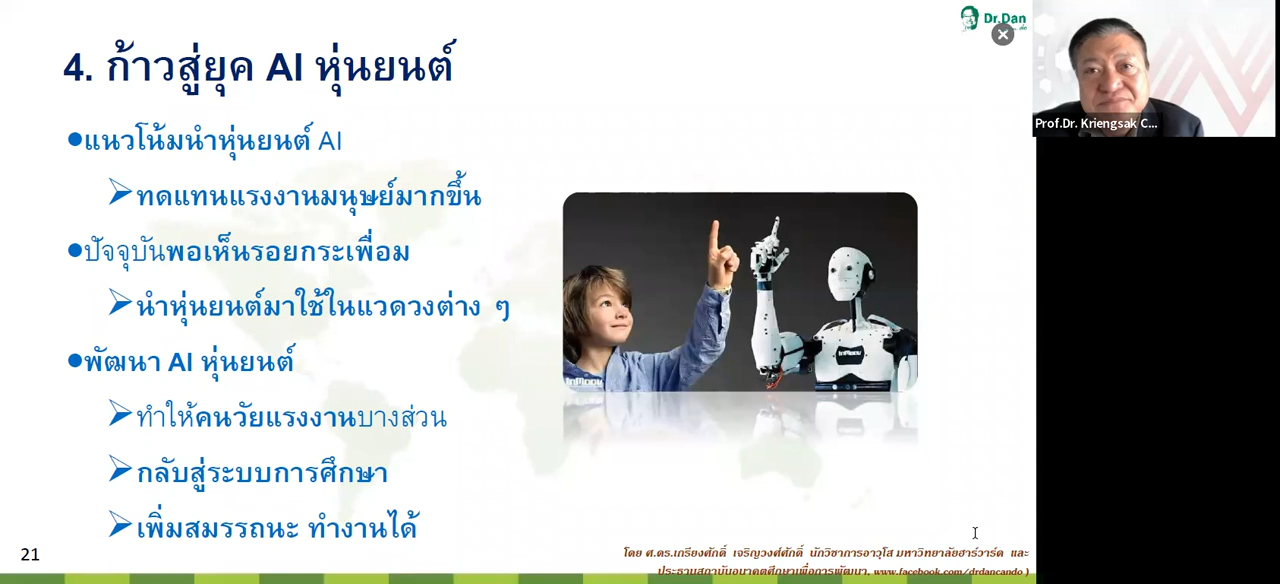 Dr.Dan
4. ก้าวสู่ยุค AI หุ่นยนต์
●แนวโน้มนำหุ่นยนต์ AI
➢ทดแทนแรงงานมนุษย์มากขึ้น
●ปัจจุบันพอเห็นรอยกระเพื่อม
➢นำหุ่นยนต์มาใช้ในแวดวงต่าง ๆ
●พัฒนา AI หุ่นยนต์
➢ทำให้คนวัยแรงงานบางส่วน
➢กลับสู่ระบบการศึกษา
➢เพิ่มสมรรถนะ ทำงานได้
InMoov
InMoov
21
โดย ศ.ดร.เกรียงศักดิ์ เจริญวงศ์ศักดิ์ นักวิชาการอาวุโส มหาวิทยาลัยฮาร์วาร์ด และ
ประธานสถาบันอนาคตศึกษาเพื่อการพัฒนา, www.facebook.com/drdancando )
Prof.Dr. Kriengsak C...